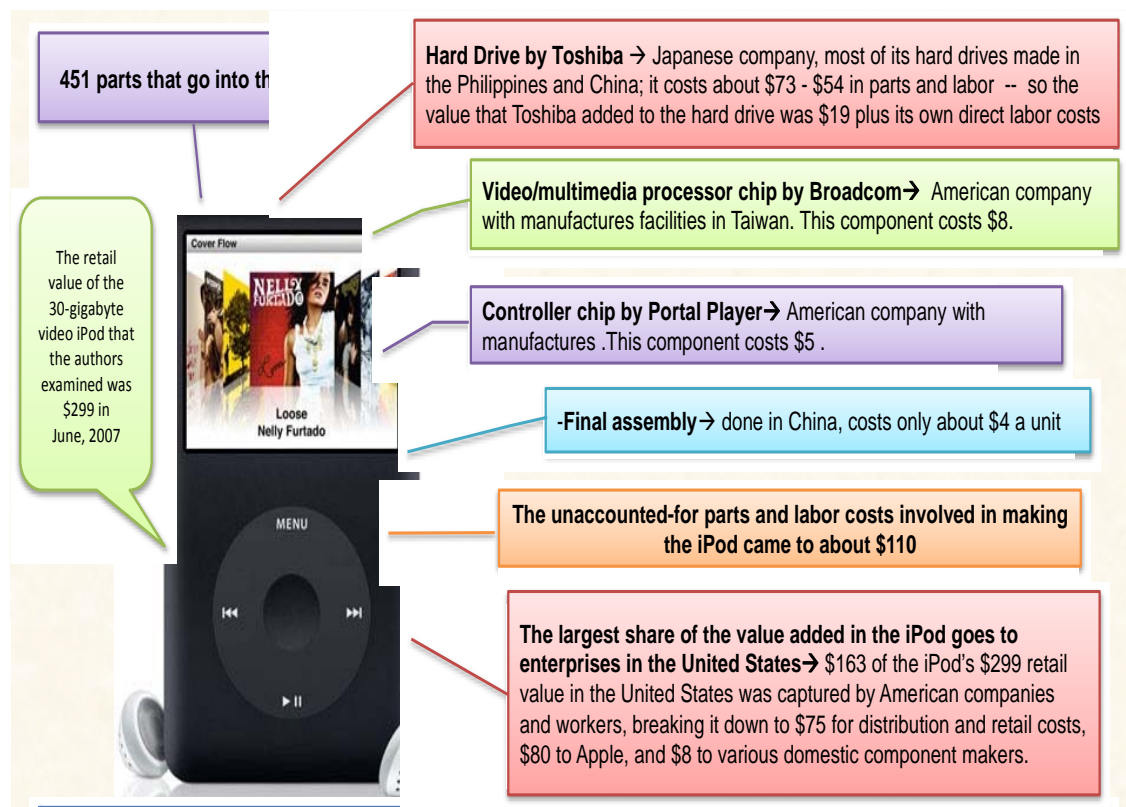 451 parts that go into th
Hard Drive by Toshiba → Japanese company, most of its hard drives made in
the Philippines and China; it costs about $73 - $54 in parts and labor -- so the
value that Toshiba added to the hard drive was $19 plus its own direct labor costs
Video/multimedia processor chip by Broadcom→ American company
with manufactures facilities in Taiwan. This component costs $8.
The retail
value of the
30-gigabyte
video iPod that
the authors
examined was
$299 in
June, 2007
Cover Flow
NELLY
FURTADO
Loose
Loose
Nelly Furtado
Controller chip by Portal Player→ American company with
manufactures .This component costs $5 .
-Final assembly→ done in China, costs only about $4 a unit
MENU
The unaccounted-for parts and labor costs involved in making
the iPod came to about $110
The largest share of the value added in the iPod goes to
enterprises in the United States→ $163 of the iPod's $299 retail
value in the United States was captured by American companies
and workers, breaking it down to $75 for distribution and retail costs,
$80 to Apple, and $8 to various domestic component makers.